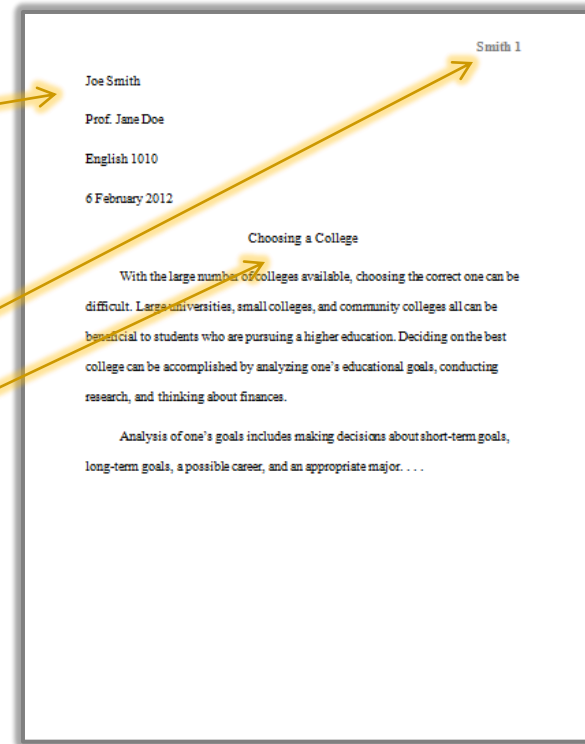 Smith 1
Joe Smith
Prof. Jane Doe
English 1010
6 February 2012
Choosing a College
With the large number of colleges available, choosing the correct one can be
difficult. Large universities, small colleges, and community colleges all can be
beneficial to students who are pursuing a higher education. Deciding on the best
college can be accomplished by analyzing one’s educational goals, conducting
research, and thinking about finances.
Analysis of one’s goals includes making decisions about short-term goals,
long-term goals, a possible career, and an appropriate major. . . .